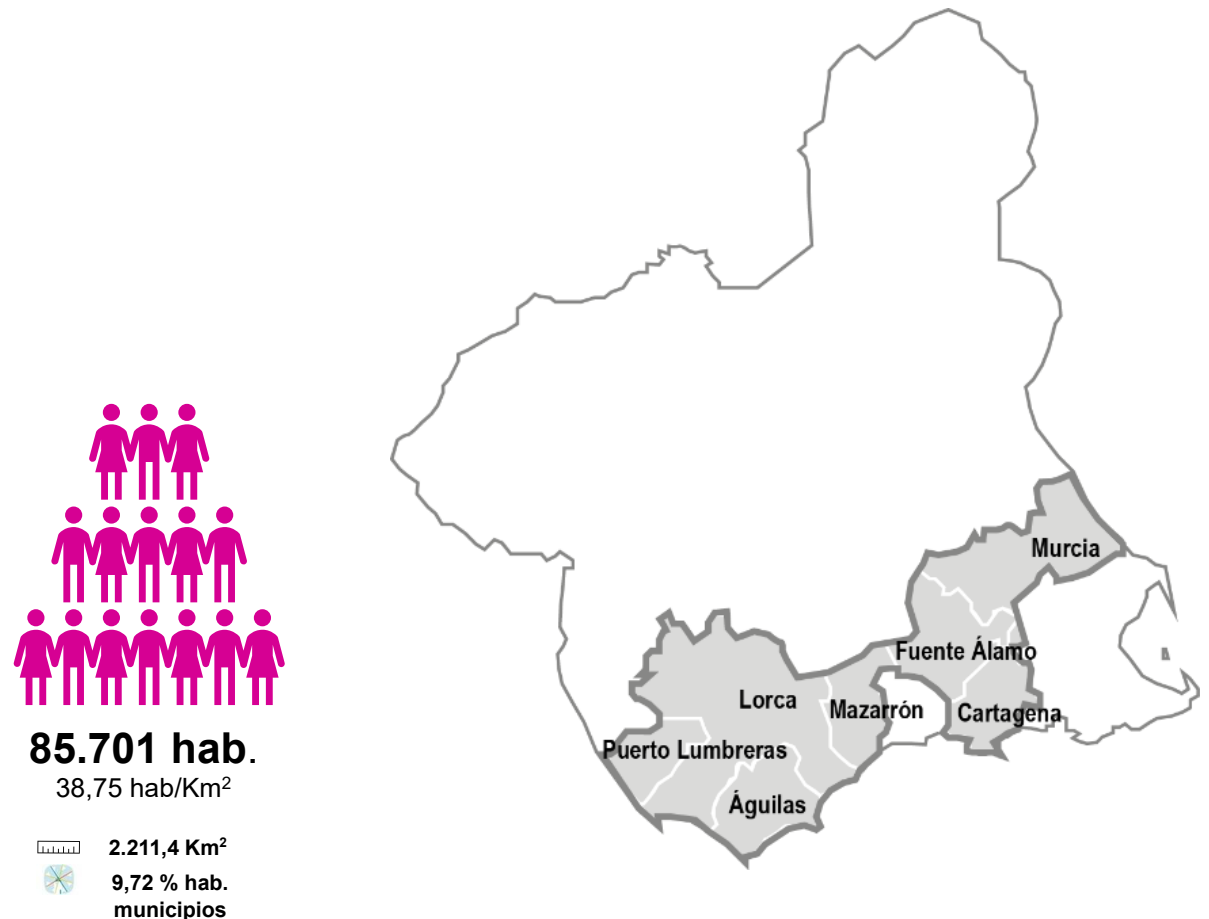 Murcia
Fuente Álamo
Lorca
Mazarrón
Cartagena
Puerto Lumbreras
Águilas
85.701 hab.
38,75 hab/Km²
2.211,4 Km²
9,72 % hab.
municipios